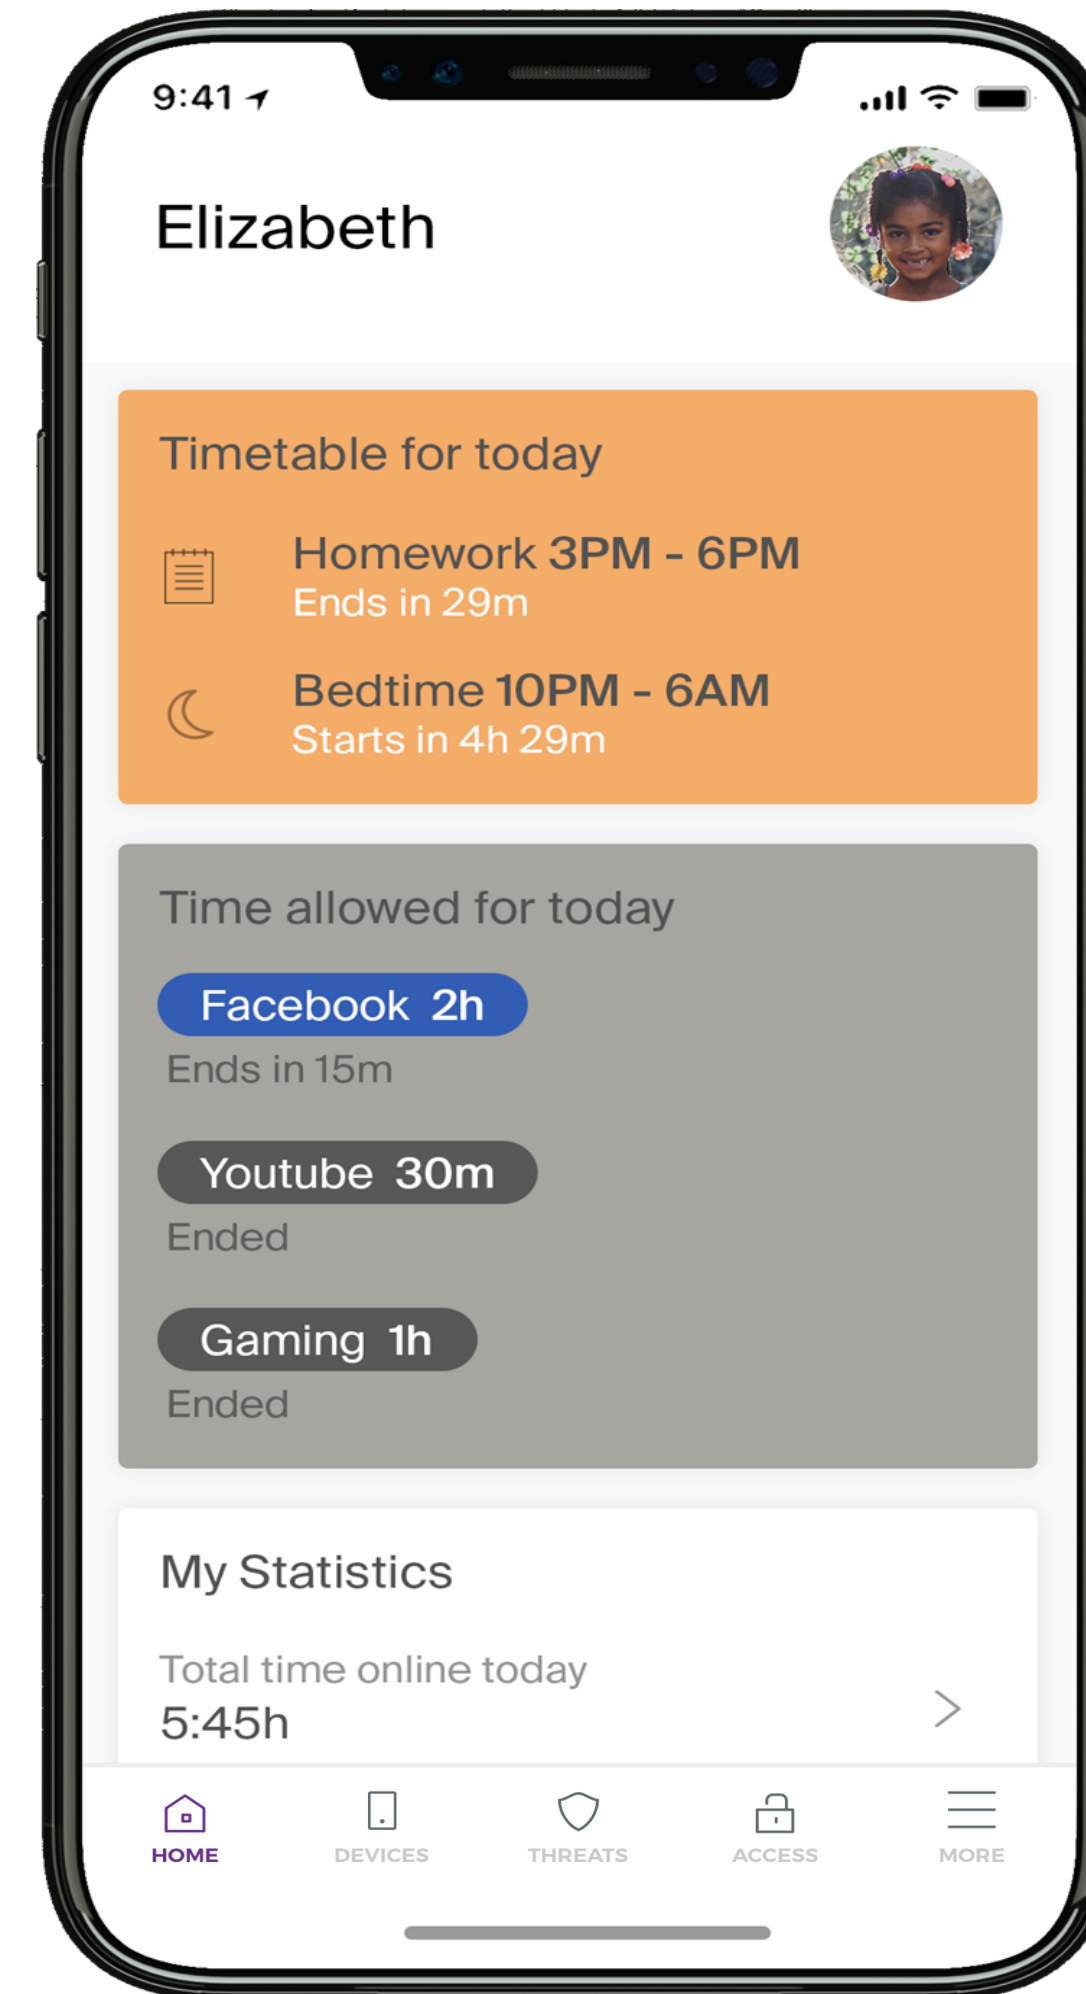 9:41
Elizabeth
Timetable for today
Homework 3PM - 6PM
Ends in 29m
Bedtime 10PM - 6AM
Starts in 4h 29m
Time allowed for today
Facebook 2h
Ends in 15m
Youtube 30m
Ended
Gaming 1h
Ended
My Statistics
Total time online today
5:45h
HOME
DEVICES
THREATS
ACCESS
MORE